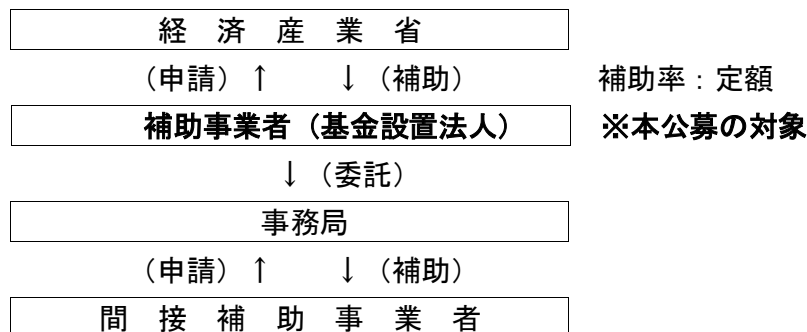 経 済 産 業 省
（申請）↑ ↓（補助） 補助率：定額
補助事業者（基金設置法人） ※本公募の対象
↓（委託）
事務局
（申請）↑ ↓（補助）
間 接 補 助 事 業 者